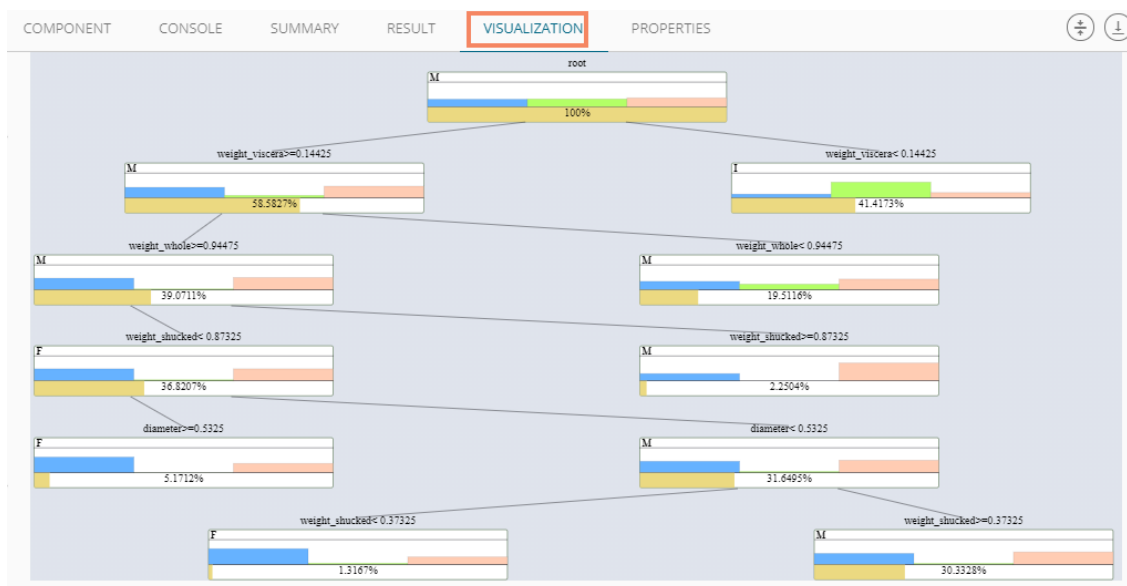 COMPONENT CONSOLE SUMMARY RESULT VISUALIZATION PROPERTIES
root
M
100%
weight_viscera>=0.14425 weight_viscera< 0.14425
M I
58.5827% 41.4173%
weight_whole>=0.94475 weight_whole< 0.94475
M M
39.0711% 19.5116%
weight_shucked< 0.87325 weight_shucked>=0.87325
F M
36.8207% 2.2504%
diameter>=0.5325 diameter< 0.5325
F M
5.1712% 31.6495%
weight_shucked< 0.37325 weight_shucked>=0.37325
F M
1.3167% 30.3328%